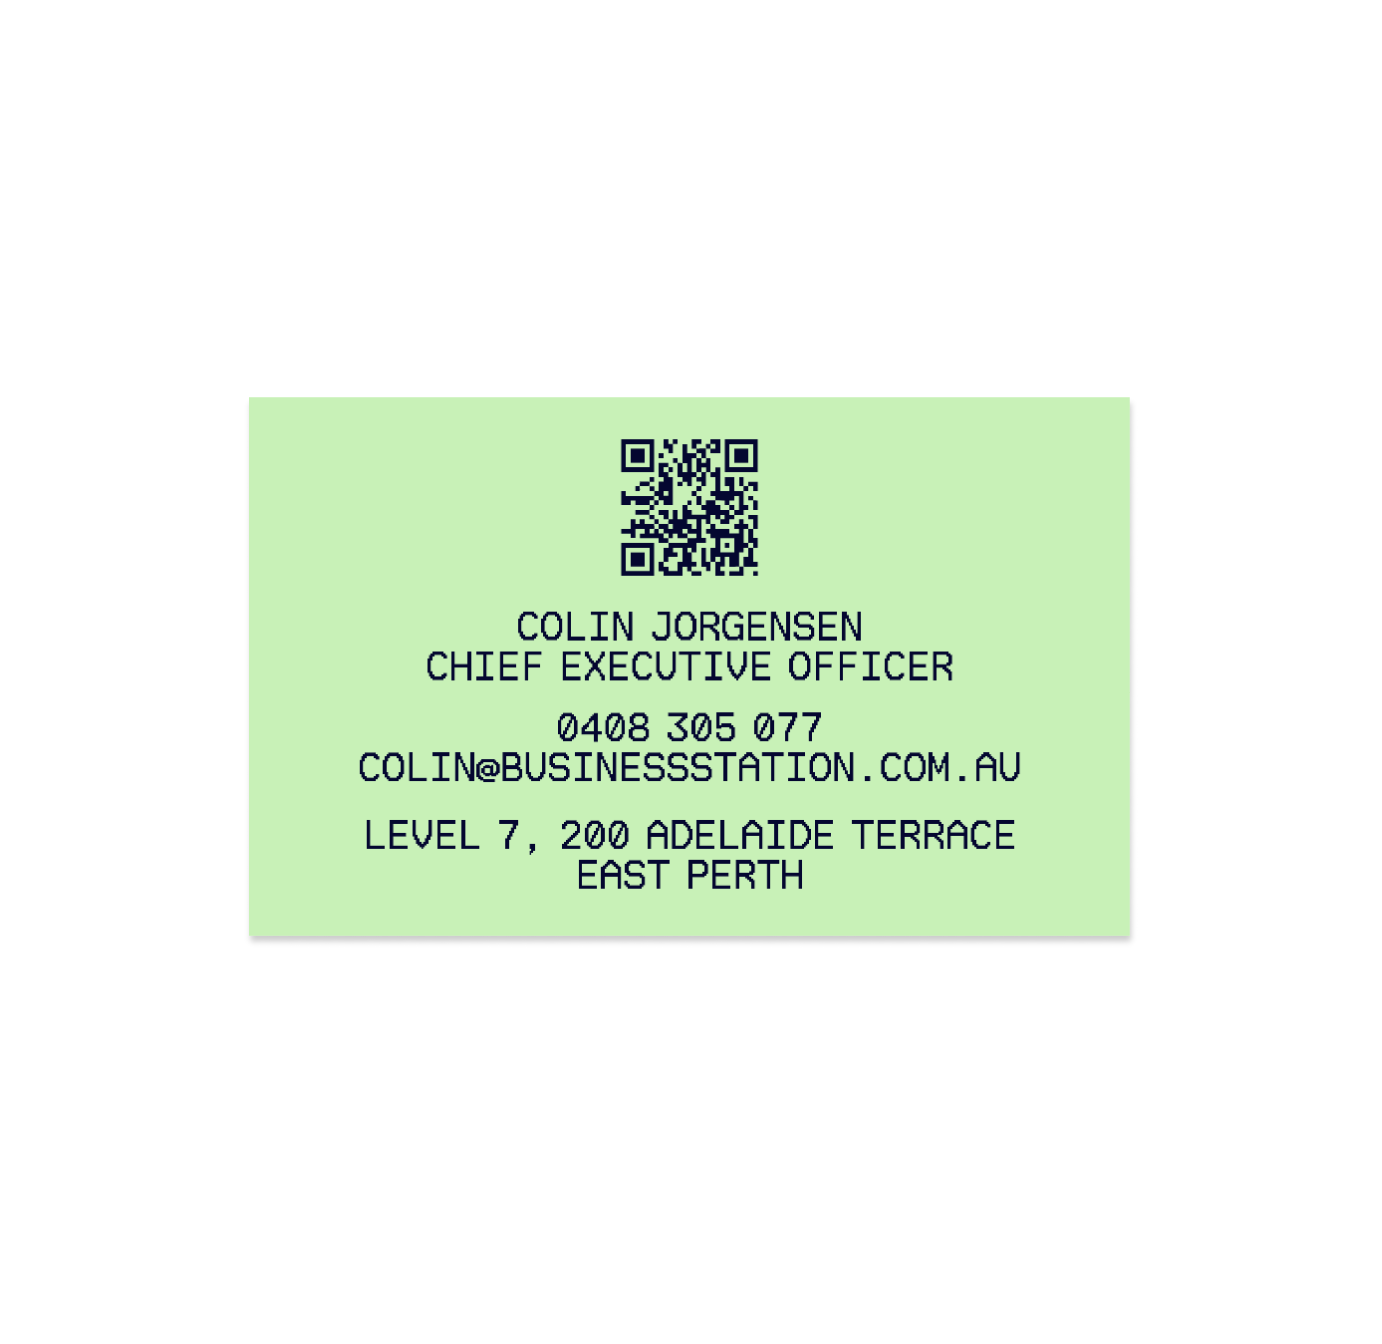 COLIN JORGENSEN
CHIEF EXECUTIVE OFFICER
0408 305 077
COLIN@BUSINESSSTATION.COM.AU
LEVEL 7, 200 ADELAIDE TERRACE
EAST PERTH